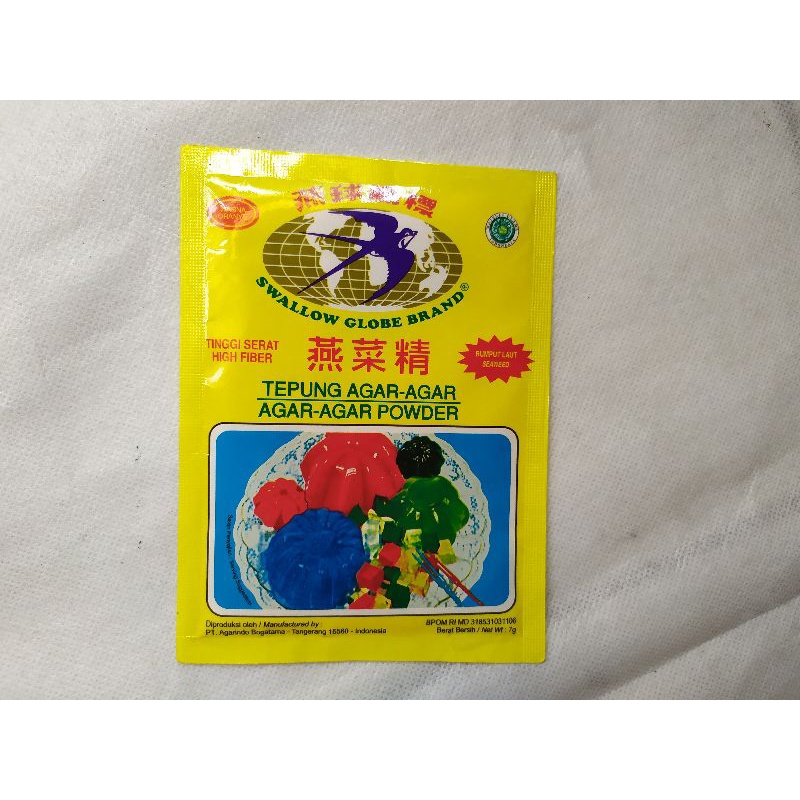 WARNA
ORANYE
SWALLOW GLOBE BRAND®
TINGGI SERAT
HIGH FIBER
燕菜精
RUMPUT LAUT
SEAWEED
TEPUNG AGAR-AGAR
AGAR-AGAR POWDER
Diproduksi oleh / Manufactured by :
PT. Agarindo Bogatama - Tangerang 15560 - Indonesia
BPOM RI MD 318531031106
Berat Bersih / Net Wt : 7g